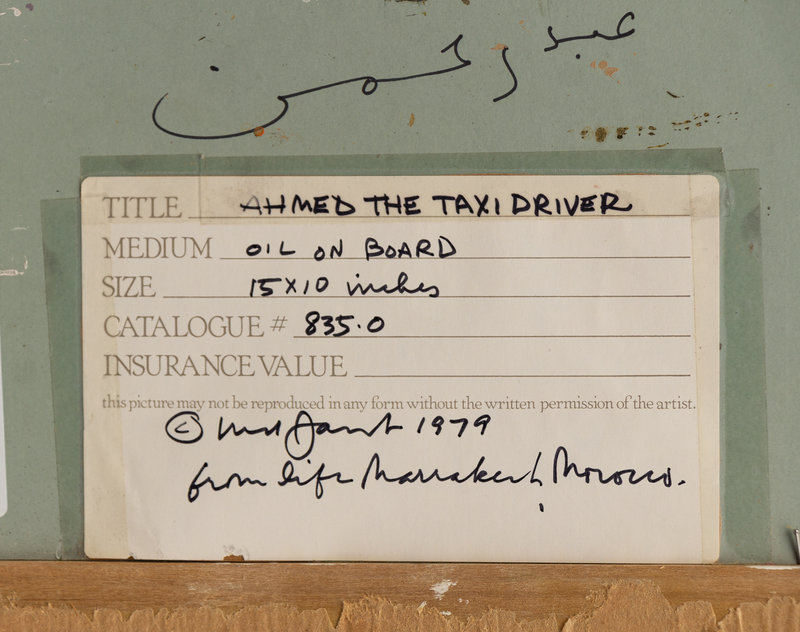 عبد الرحمن
TITLE AHMED THE TAXI DRIVER
MEDIUM OIL ON BOARD
SIZE 15X10 inches
CATALOGUE # 835.0
INSURANCE VALUE
this picture may not be reproduced in any form without the written permission of the artist.
© 1979
from life Marrakech, Morocco.